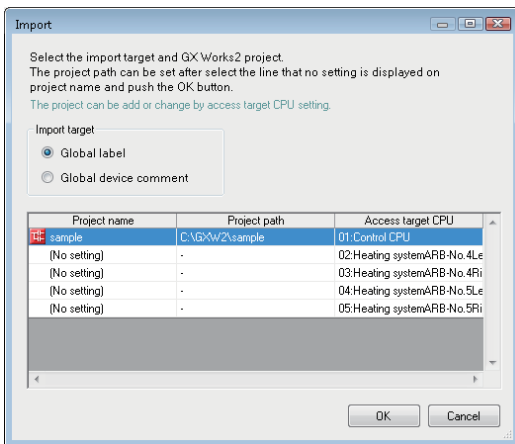 Import
Select the import target and GX Works2 project.
The project path can be set after select the line that no setting is displayed on
project name and push the OK button.
The project can be add or change by access target CPU setting.
Import target
Global label
Global device comment
Project name Project path Access target CPU
sample C:\GXW2\sample 01:Control CPU
(No setting) - 02:Heating systemARB-No.4Le
(No setting) - 03:Heating systemARB-No.4Ri
(No setting) - 04:Heating systemARB-No.5Le
(No setting) - 05:Heating systemARB-No.5Ri
OK Cancel